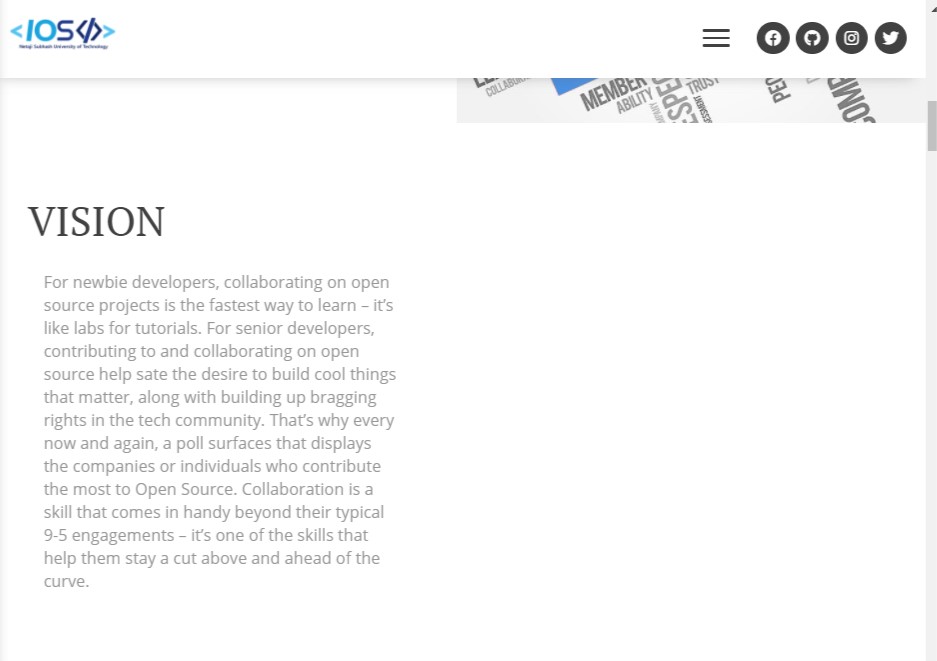 <IOS</>>
Netaji Subhash University of Technology
COLLABORA
MEMBER
ABILITY
TRUST
VISION
For newbie developers, collaborating on open
source projects is the fastest way to learn – it’s
like labs for tutorials. For senior developers,
contributing to and collaborating on open
source help sate the desire to build cool things
that matter, along with building up bragging
rights in the tech community. That’s why every
now and again, a poll surfaces that displays
the companies or individuals who contribute
the most to Open Source. Collaboration is a
skill that comes in handy beyond their typical
9-5 engagements – it’s one of the skills that
help them stay a cut above and ahead of the
curve.